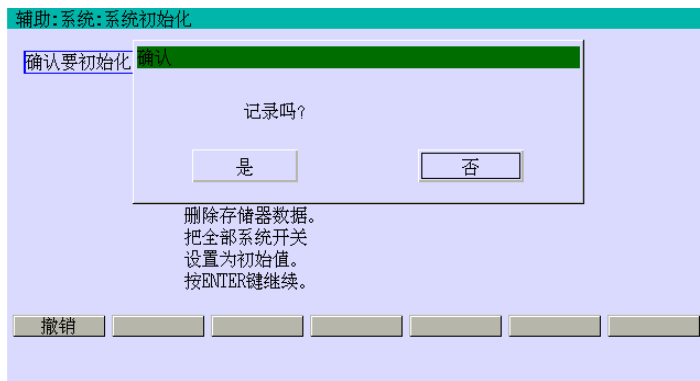 辅助:系统:系统初始化
确认要初始化
确认
记录吗?
是
否
删除存储器数据。
把全部系统开关
设置为初始值。
按ENTER键继续。
撤销